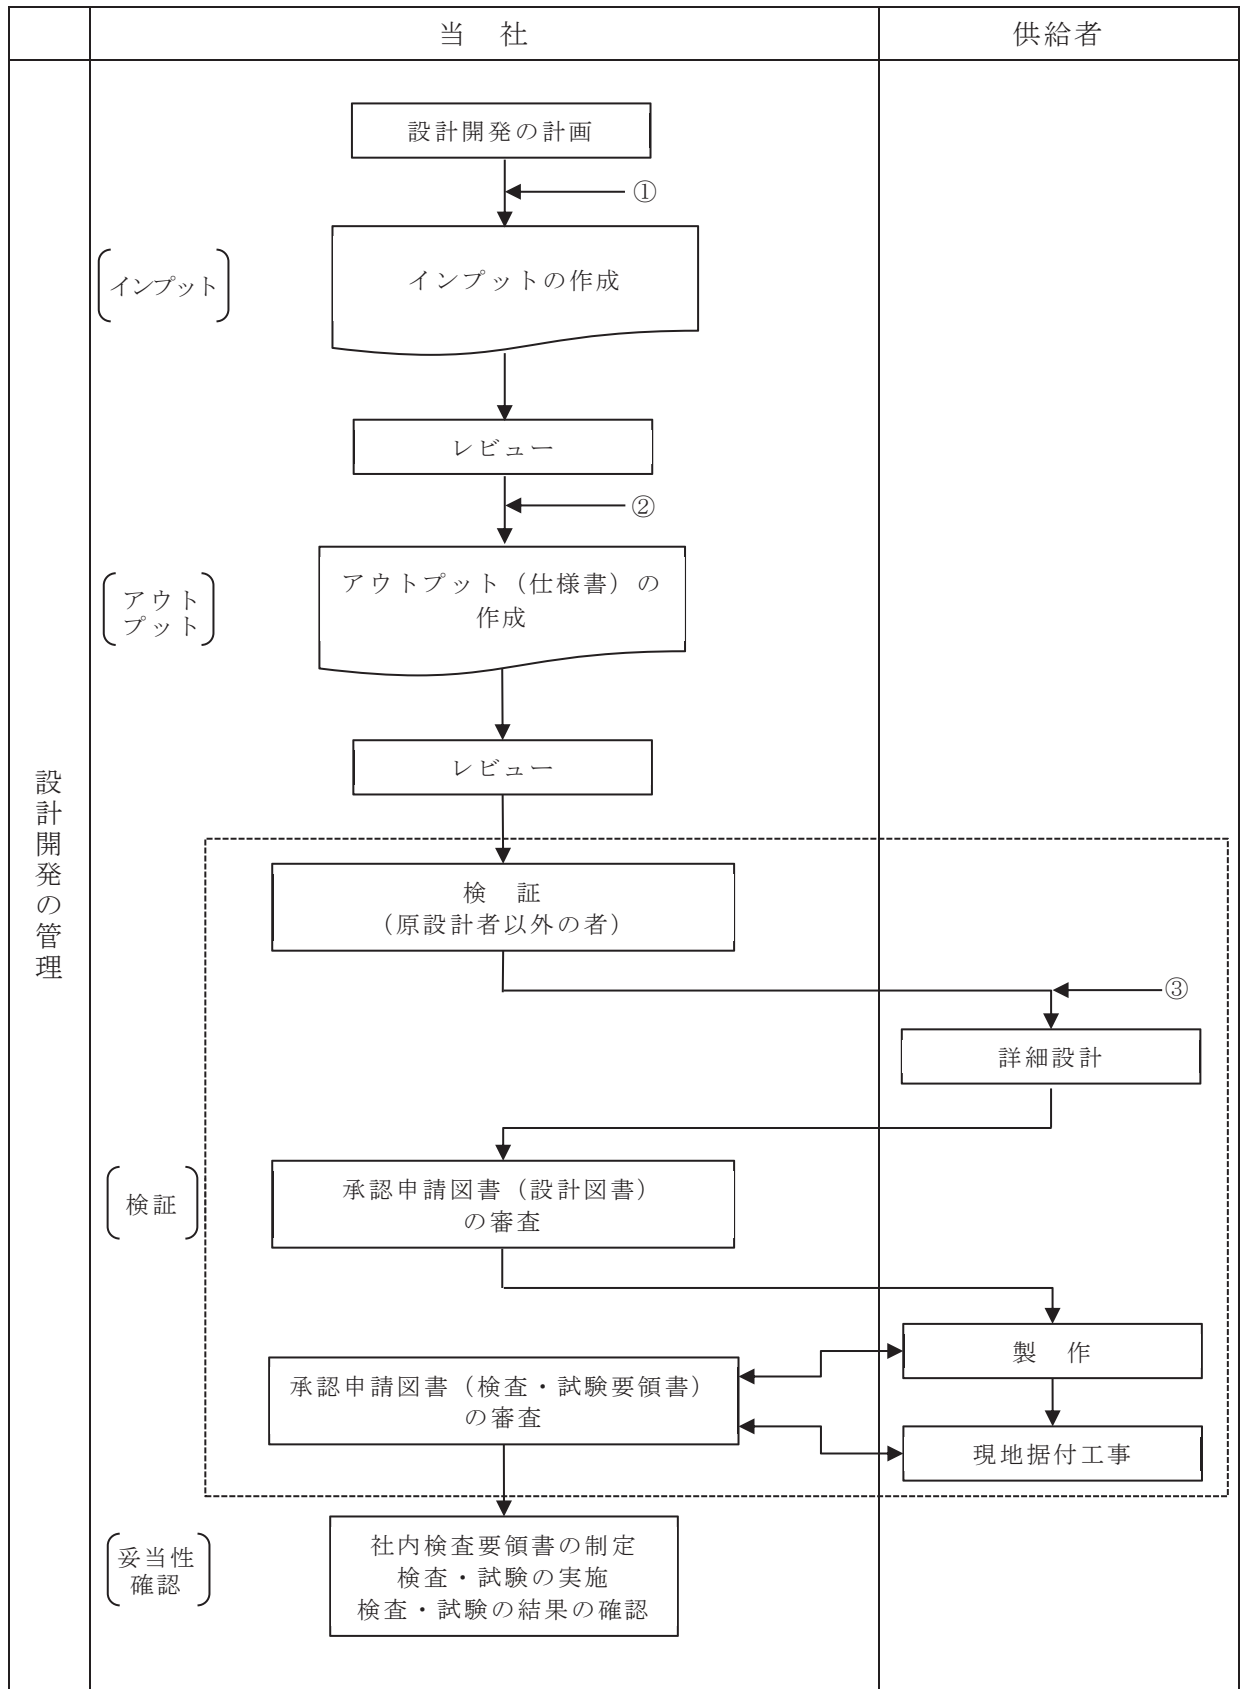 当　社
供給者
設計開発の計画
①
インプット
インプットの作成
レビュー
②
アウト
プット
アウトプット（仕様書）の
作成
レビュー
設計開発の管理
検　証
（原設計者以外の者）
③
詳細設計
検証
承認申請図書（設計図書）
の審査
製　作
承認申請図書（検査・試験要領書）
の審査
現地据付工事
妥当性
確認
社内検査要領書の制定
検査・試験の実施
検査・試験の結果の確認